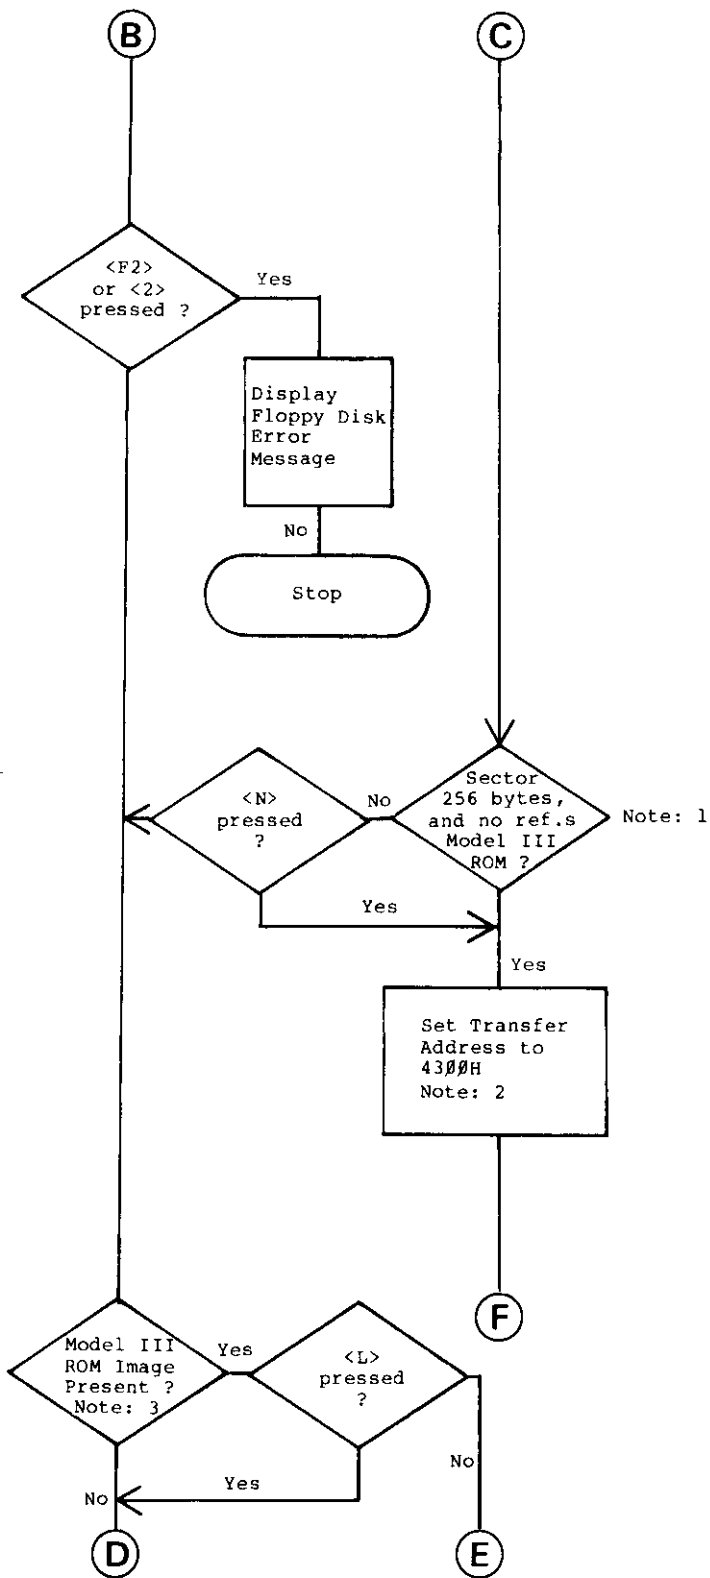 B
C
<F2>
or <2>
pressed ?
Yes
Display
Floppy Disk
Error
Message
No
Stop
<N>
pressed
?
No
Sector
256 bytes,
and no ref.s
Model III
ROM ?
Note: 1
Yes
Yes
Set Transfer
Address to
43ØØH
Note: 2
F
Model III
ROM Image
Present ?
Note: 3
Yes
<L>
pressed
?
No
Yes
No
D
E